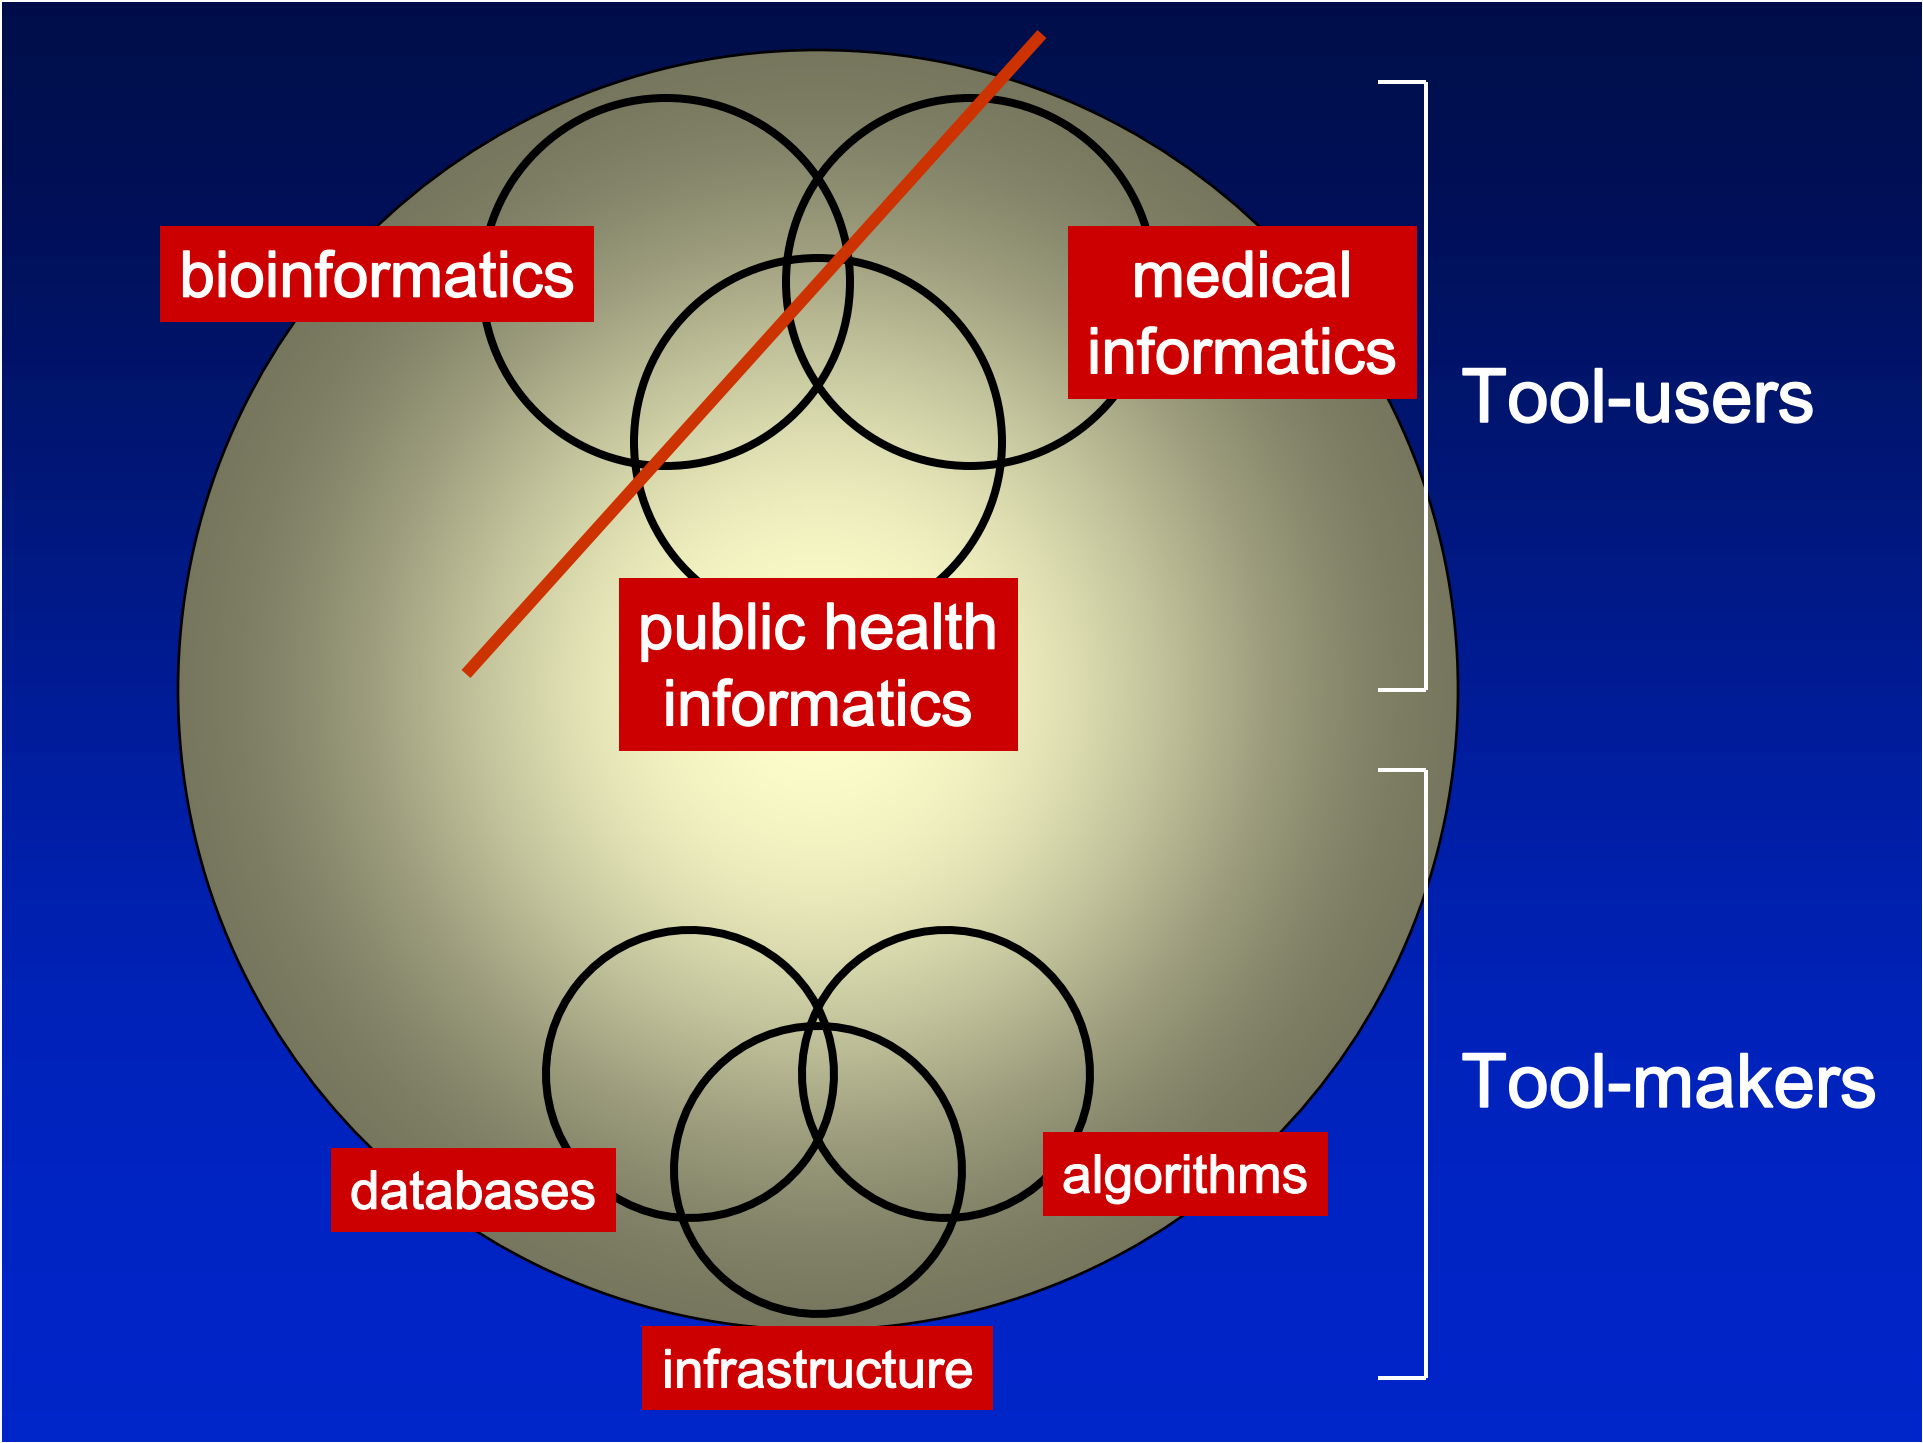 bioinformatics
medical
informatics
Tool-users
public health
informatics
Tool-makers
databases
algorithms
infrastructure